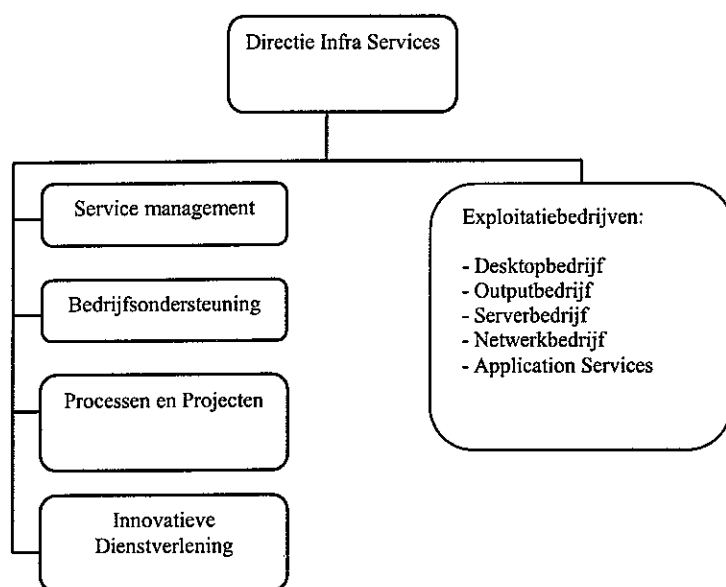 Directie Infra Services
Service management
Bedrijfsondersteuning
Processen en Projecten
Innovatieve
Dienstverlening
Exploitatiebedrijven:
- Desktopbedrijf
- Outputbedrijf
- Serverbedrijf
- Netwerkbedrijf
- Application Services